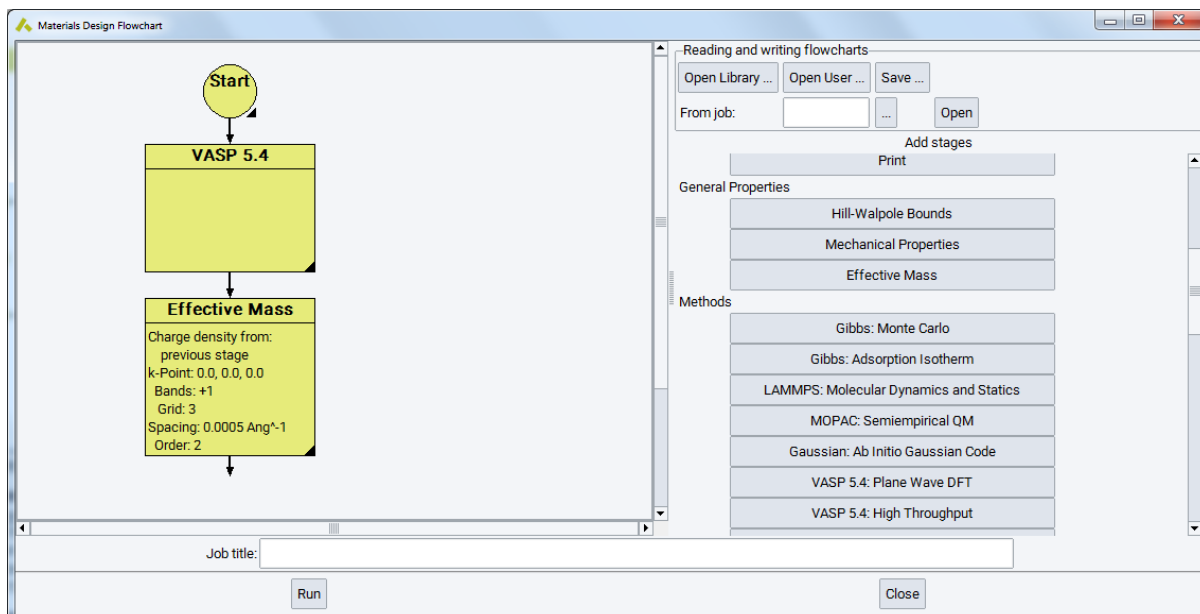 Materials Design Flowchart
Start
VASP 5.4
Effective Mass
Charge density from:
previous stage
k-Point: 0.0, 0.0, 0.0
Bands: +1
Grid: 3
Spacing: 0.0005 Ang^-1
Order: 2
Reading and writing flowcharts
Open Library ... Open User ... Save ...
From job: ... Open
Add stages
Print
General Properties
Hill-Walpole Bounds
Mechanical Properties
Effective Mass
Methods
Gibbs: Monte Carlo
Gibbs: Adsorption Isotherm
LAMMPS: Molecular Dynamics and Statics
MOPAC: Semiempirical QM
Gaussian: Ab Initio Gaussian Code
VASP 5.4: Plane Wave DFT
VASP 5.4: High Throughput
Job title:
Run Close